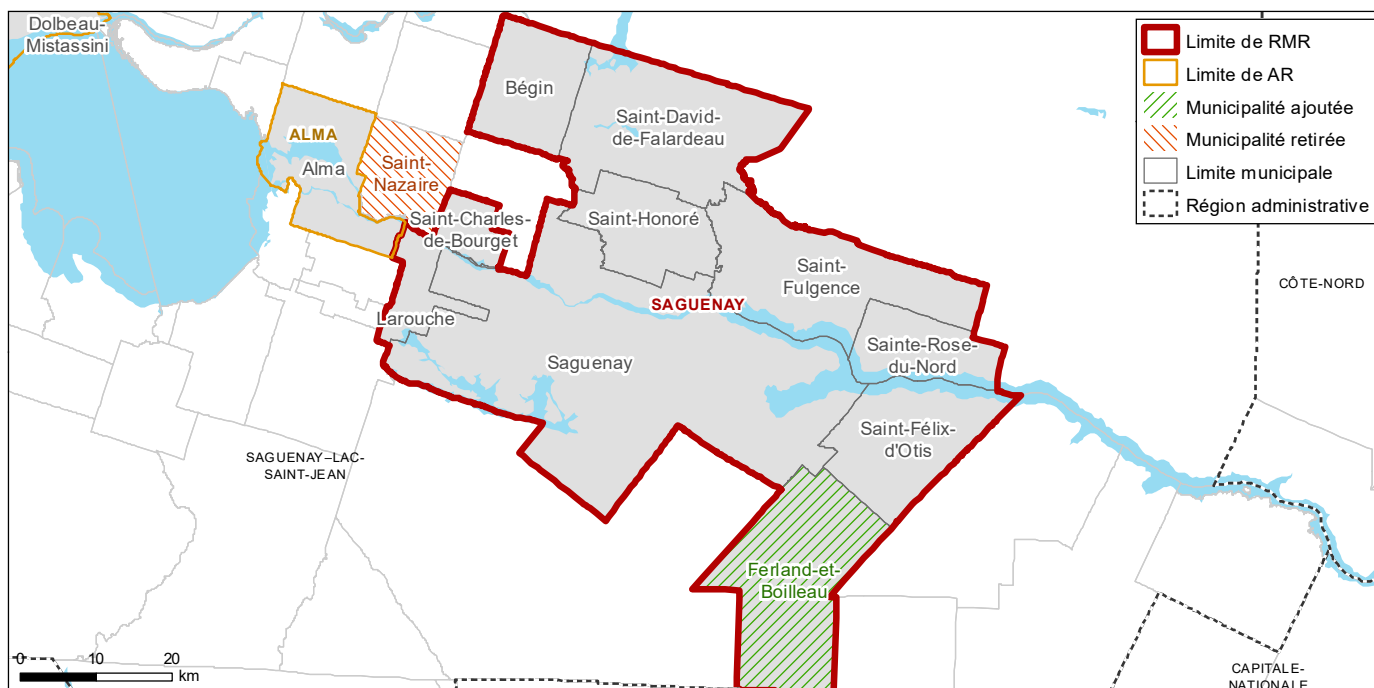 Dolbeau-
Mistassini
ALMA
Alma
Saint-
Nazaire
Bégin
Saint-David-
de-Falardeau
Saint-Charles-
de-Bourget
Saint-Honoré
Saint-
Fulgence
SAGUENAY
Larouche
Saguenay
Sainte-Rose-
du-Nord
Saint-Félix-
d'Otis
Ferland-et-
Boilleau
SAGUENAY–LAC-
SAINT-JEAN
CÔTE-NORD
CAPITALE-
NATIONALE
Limite de RMR
Limite de AR
Municipalité ajoutée
Municipalité retirée
Limite municipale
Région administrative
0 10 20
km